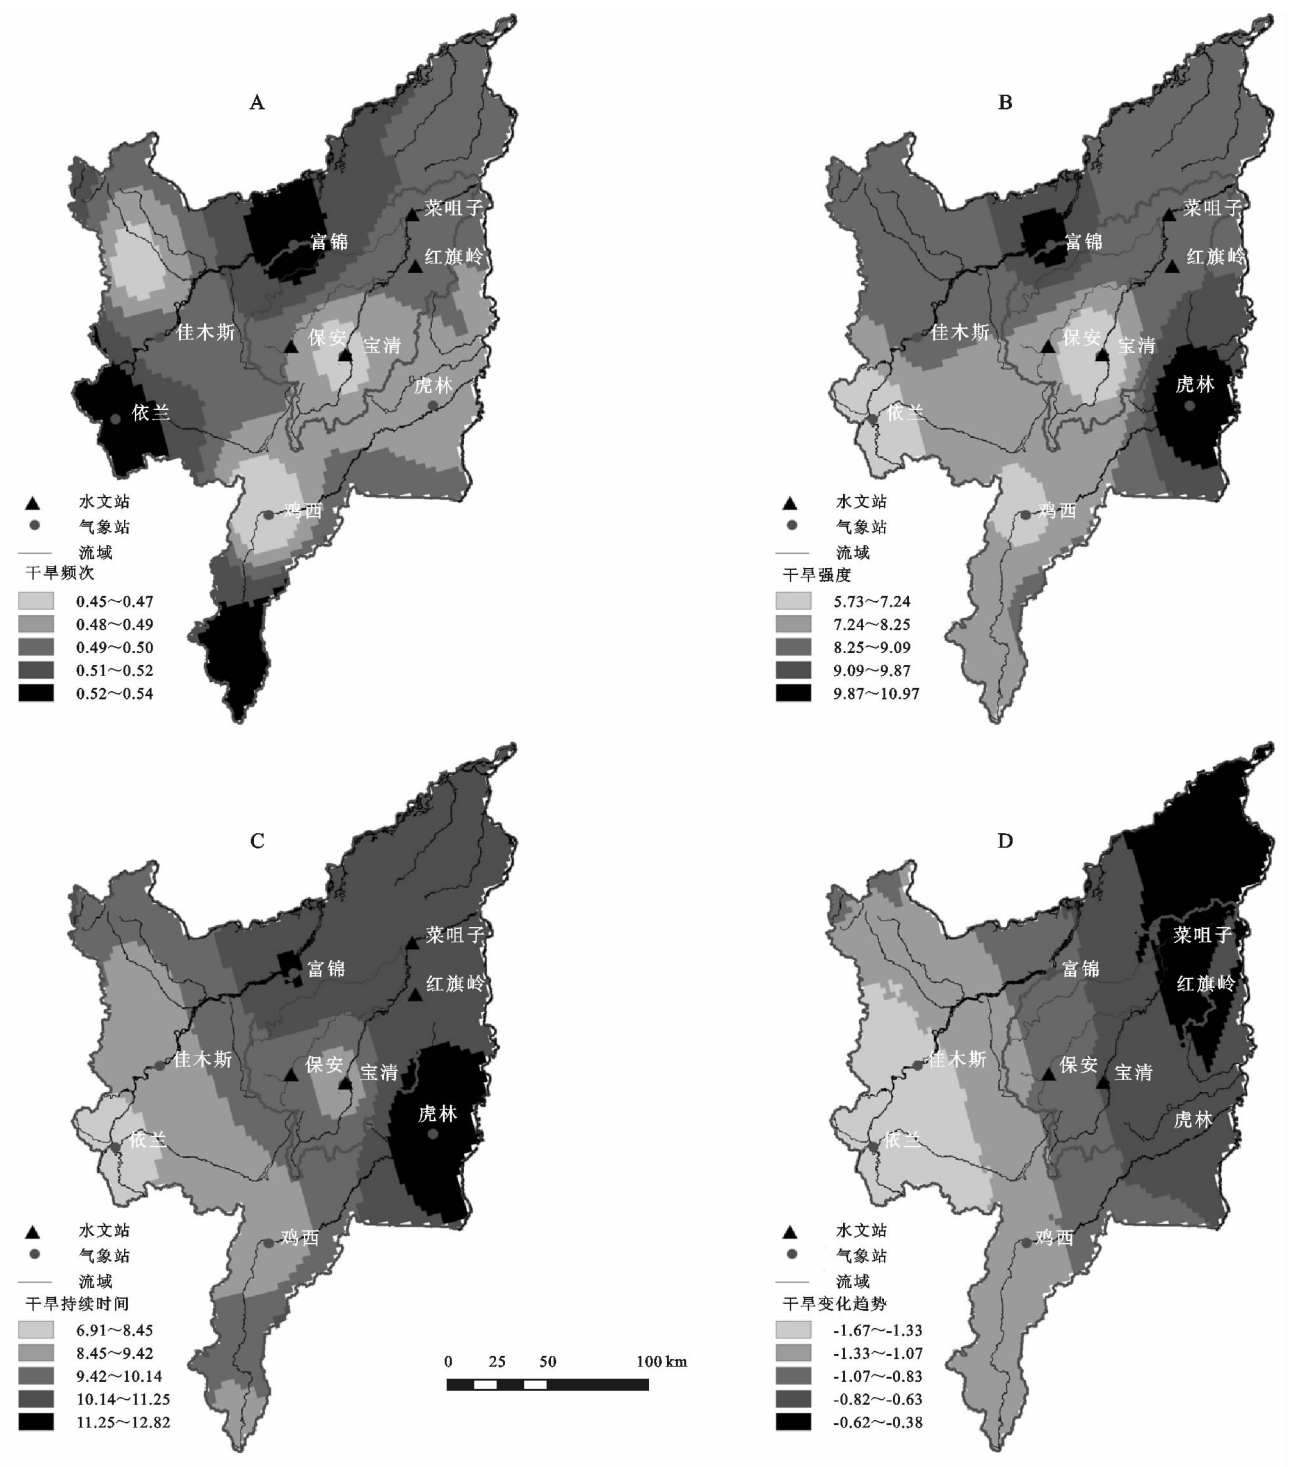 A
菜咀子
富锦
红旗岭
佳木斯
保安
宝清
虎林
依兰
鸡西
水文站
气象站
流域
干旱频次
0.45～0.47
0.48～0.49
0.49～0.50
0.51～0.52
0.52～0.54
B
菜咀子
富锦
红旗岭
佳木斯
保安
宝清
虎林
依兰
鸡西
水文站
气象站
流域
干旱强度
5.73～7.24
7.24～8.25
8.25～9.09
9.09～9.87
9.87～10.97
C
菜咀子
富锦
红旗岭
佳木斯
保安
宝清
虎林
依兰
鸡西
水文站
气象站
流域
干旱持续时间
6.91～8.45
8.45～9.42
9.42～10.14
10.14～11.25
11.25～12.82
0 25 50 100 km
D
菜咀子
富锦
红旗岭
佳木斯
保安
宝清
虎林
依兰
鸡西
水文站
气象站
流域
干旱变化趋势
-1.67～-1.33
-1.33～-1.07
-1.07～-0.83
-0.82～-0.63
-0.62～-0.38